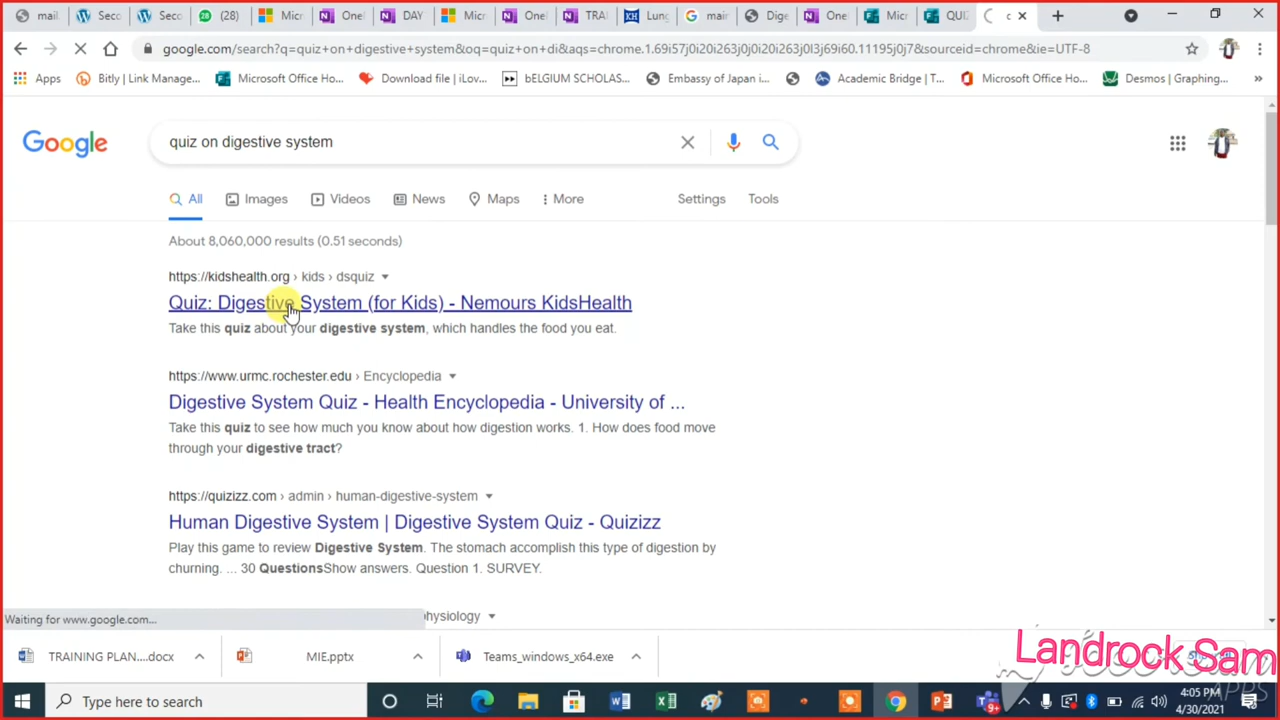 mail
Seco
Seco
(28)
Micr
One
DAY
Micr
One
TRAI
Lung
mair
Dige
One
Micr
QUIZ
google.com/search?q=quiz+on+digestive+system&oq=quiz+on+di&aqs=chrome.1.69i57j0i20i263j0j0i20i263j0l3j69i60.11195j0j7&sourceid=chrome&ie=UTF-8
Apps
Bitly | Link Manage...
Microsoft Office Ho...
Download file | iLov...
bELGIUM SCHOLAS...
Embassy of Japan i...
Academic Bridge | T...
Microsoft Office Ho...
Desmos | Graphing...
Google
quiz on digestive system
All
Images
Videos
News
Maps
More
Settings
Tools
About 8,060,000 results (0.51 seconds)
https://kidshealth.org › kids › dsquiz
Quiz: Digestive System (for Kids) - Nemours KidsHealth
Take this quiz about your digestive system, which handles the food you eat.
https://www.urmc.rochester.edu › Encyclopedia
Digestive System Quiz - Health Encyclopedia - University of ...
Take this quiz to see how much you know about how digestion works. 1. How does food move
through your digestive tract?
https://quizizz.com › admin › human-digestive-system
Human Digestive System | Digestive System Quiz - Quizizz
Play this game to review Digestive System. The stomach accomplish this type of digestion by
churning. ... 30 QuestionsShow answers. Question 1. SURVEY.
Waiting for www.google.com...
physiology
TRAINING PLAN....docx
MIE.pptx
Teams_windows_x64.exe
Landrock Sam
Type here to search
9+
4:05 PM
4/30/2021
APPS